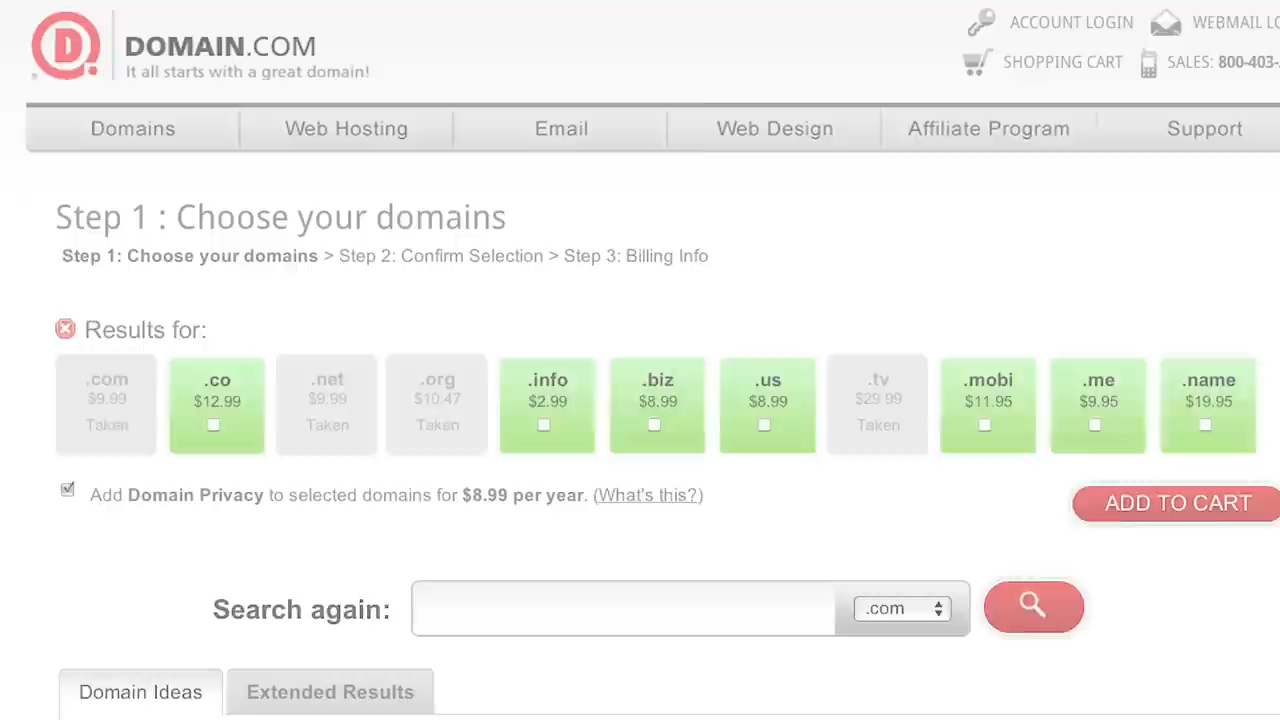 DOMAIN.COM
It all starts with a great domain!
ACCOUNT LOGIN
WEBMAIL
SHOPPING CART
SALES: 800-403-
Domains
Web Hosting
Email
Web Design
Affiliate Program
Support
Step 1 : Choose your domains
Step 1: Choose your domains > Step 2: Confirm Selection > Step 3: Billing Info
Results for:
.com
$9.99
Taken
.co
$12.99
.net
$9.99
Taken
.org
$10.47
Taken
.info
$2.99
.biz
$8.99
.us
$8.99
.tv
$29.99
Taken
.mobi
$11.95
.me
$9.95
.name
$19.95
Add Domain Privacy to selected domains for $8.99 per year. (What's this?)
ADD TO CART
Search again:
.com
Domain Ideas
Extended Results